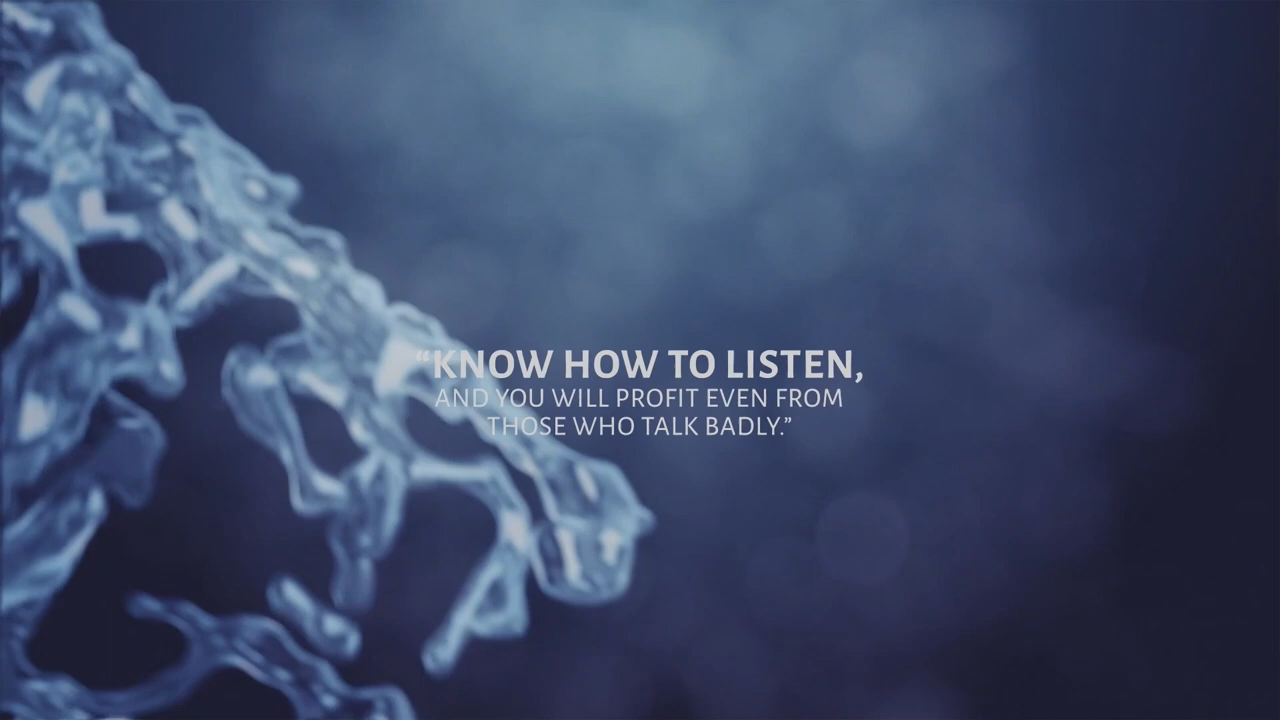 “KNOW HOW TO LISTEN,
AND YOU WILL PROFIT EVEN FROM
THOSE WHO TALK BADLY.”